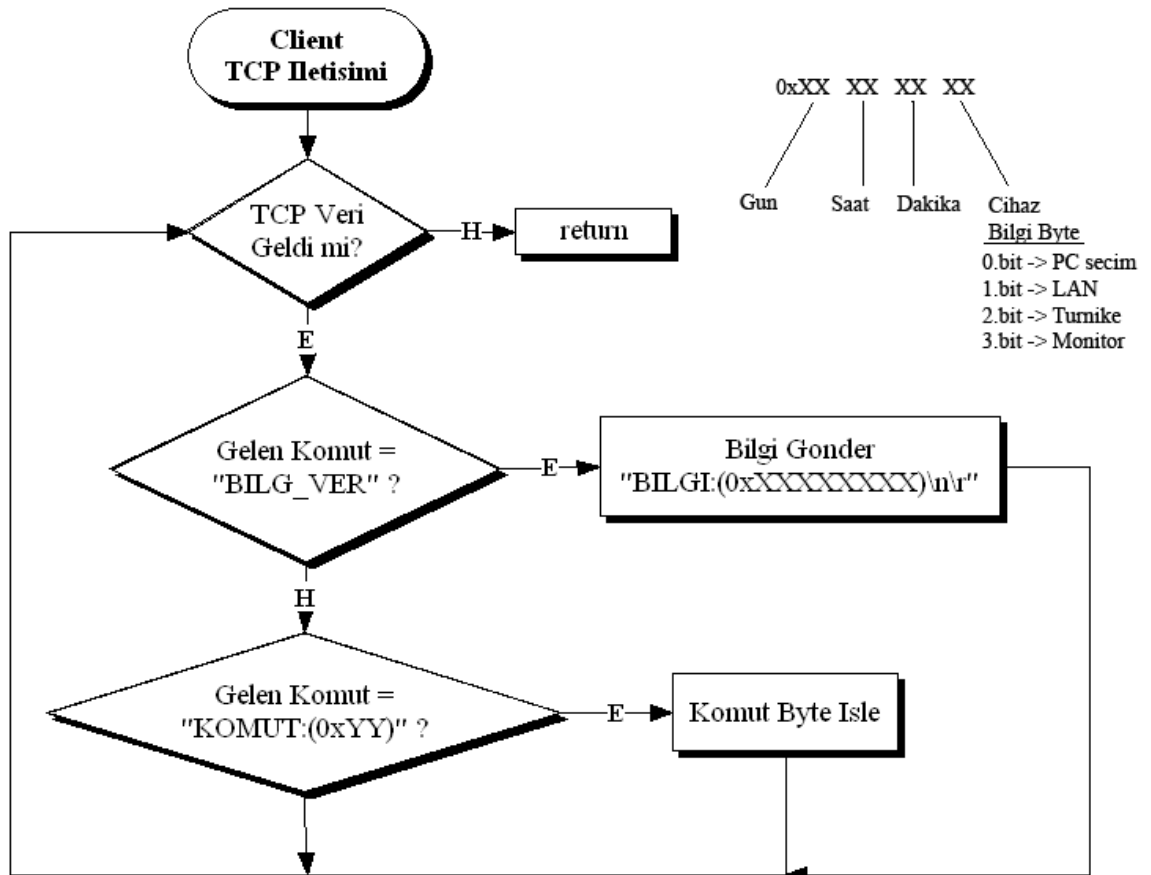 Client
TCP Iletisimi
0xXX XX XX XX
Gun Saat Dakika Cihaz
Bilgi Byte
0.bit -> PC secim
1.bit -> LAN
2.bit -> Turnike
3.bit -> Monitor
TCP Veri
Geldi mi?
H
return
E
Gelen Komut =
"BILG_VER" ?
E
Bilgi Gonder
"BILGI:(0xXXXXXXXX)\n\r"
H
Gelen Komut =
"KOMUT:(0xYY)" ?
E
Komut Byte Isle